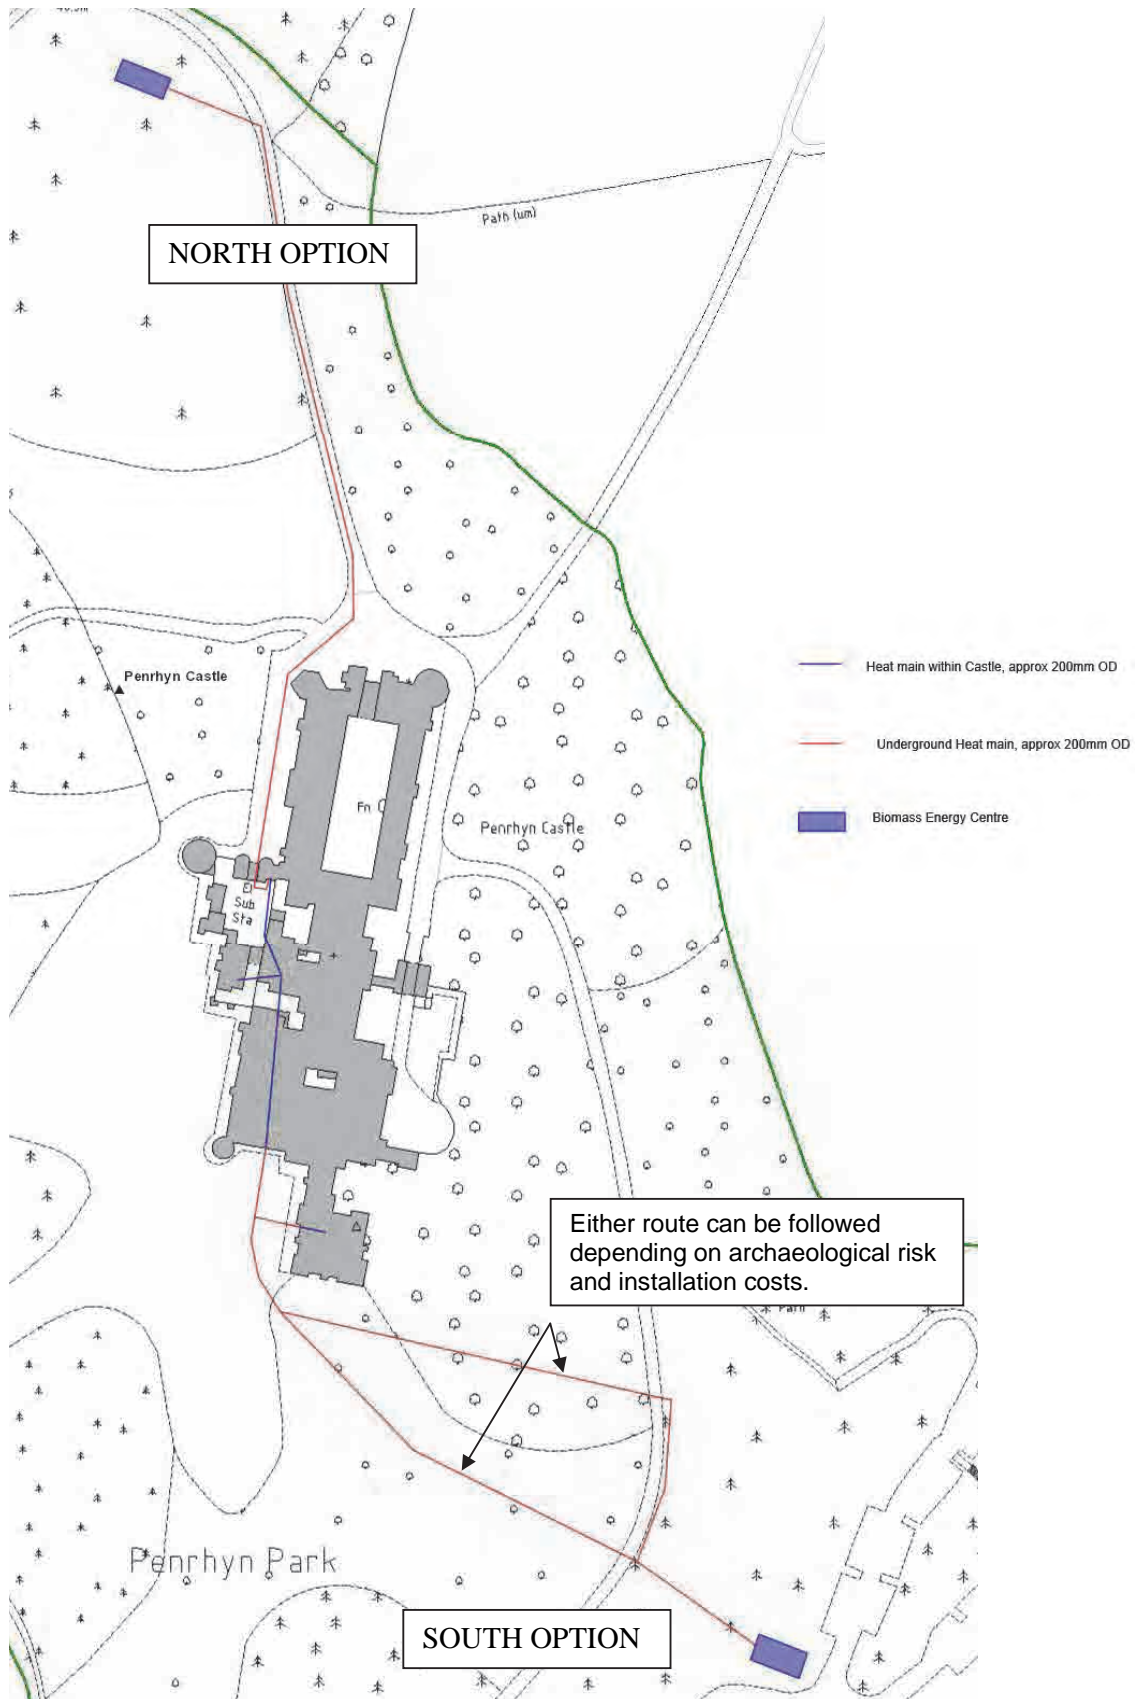 Path (um)
NORTH OPTION
Penrhyn Castle
Heat main within Castle, approx 200mm OD
Underground Heat main, approx 200mm OD
Biomass Energy Centre
Fn
Penrhyn Castle
El
Sub
Sta
Either route can be followed
depending on archaeological risk
and installation costs.
Path
Penrhyn Park
SOUTH OPTION